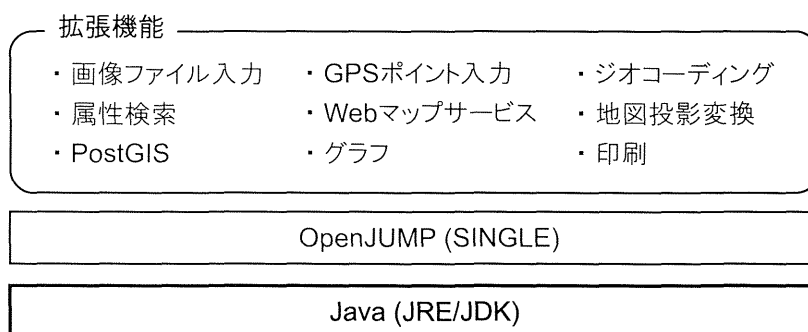 拡張機能
・画像ファイル入力 ・GPSポイント入力 ・ジオコーディング
・属性検索 ・Webマップサービス ・地図投影変換
・PostGIS ・グラフ ・印刷
OpenJUMP (SINGLE)
Java (JRE/JDK)